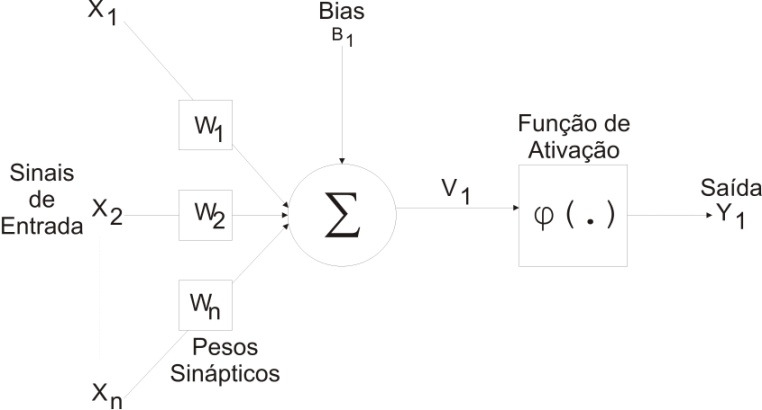 X1
Bias
B1
W1
Função de
Ativação
Sinais
de
Entrada
X2
W2
Σ
V1
φ(.)
Saída
Y1
Wn
Pesos
Sinápticos
Xn